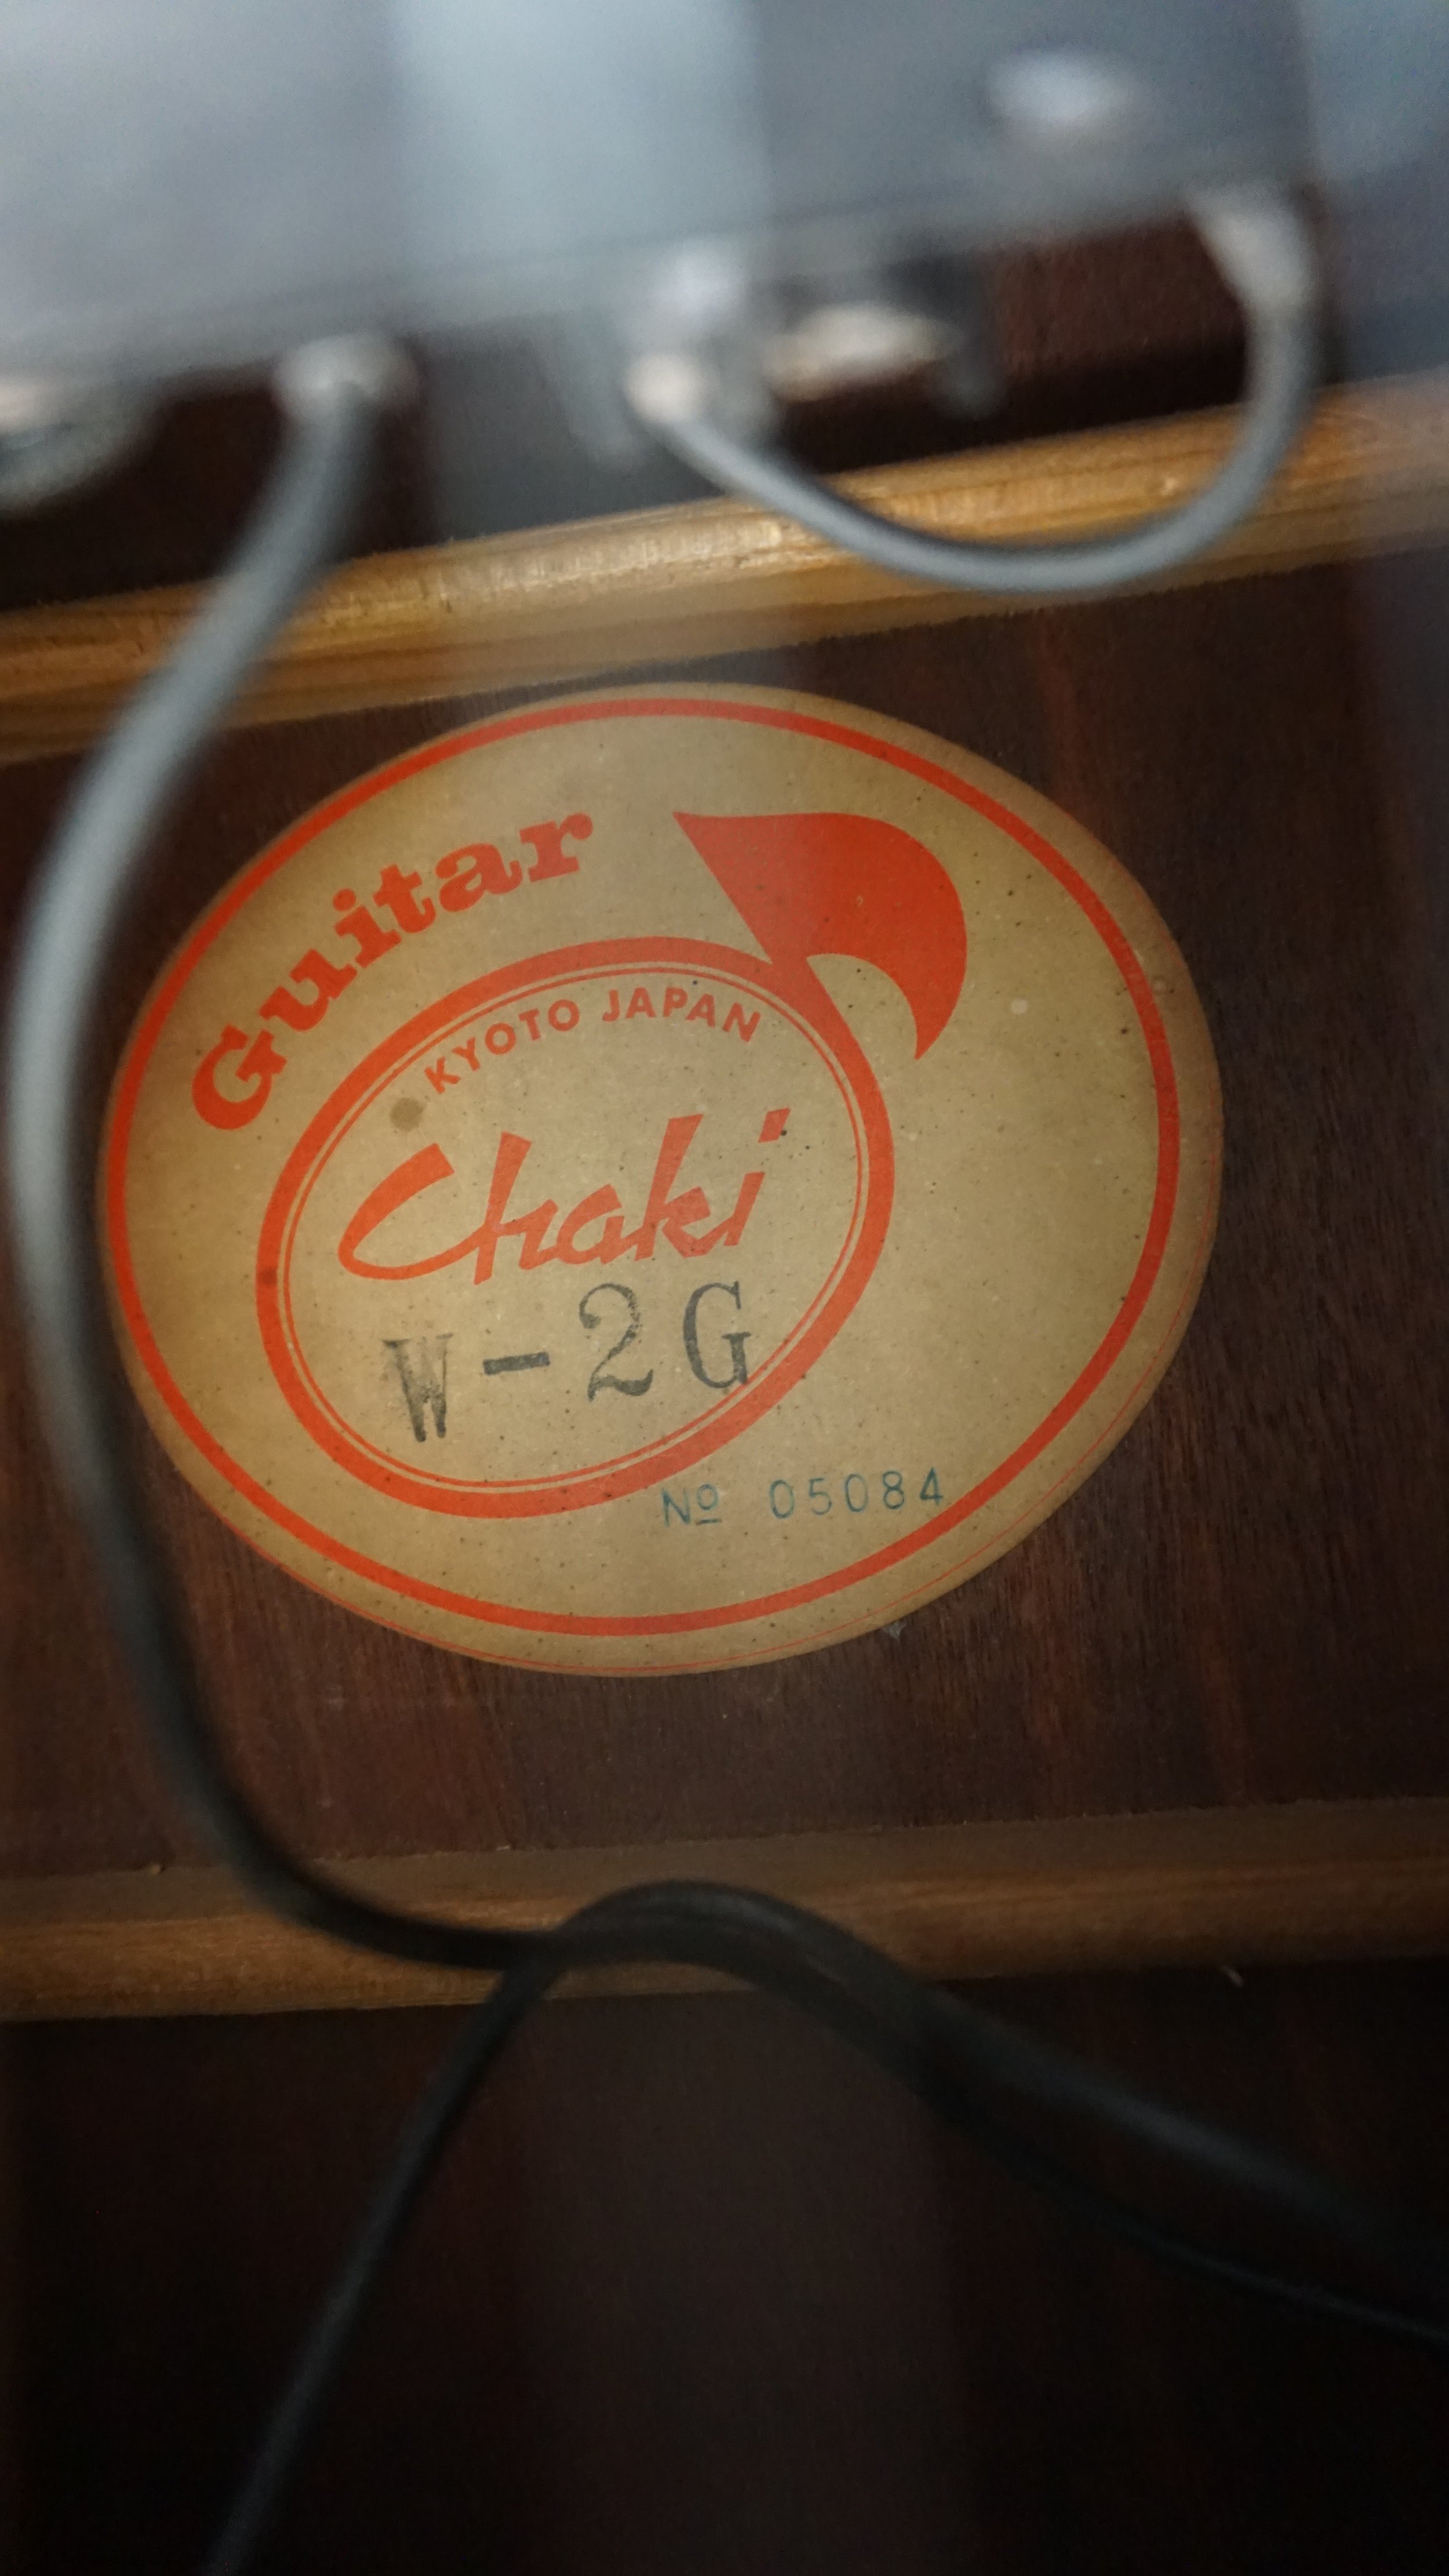 Guitar
KYOTO JAPAN
Chaki
W-2G
Nº 05084